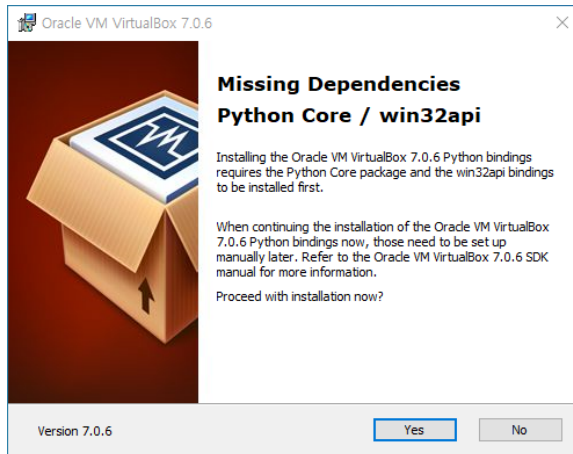 Oracle VM VirtualBox 7.0.6
Missing Dependencies
Python Core / win32api
Installing the Oracle VM VirtualBox 7.0.6 Python bindings
requires the Python Core package and the win32api bindings
to be installed first.
When continuing the installation of the Oracle VM VirtualBox
7.0.6 Python bindings now, those need to be set up
manually later. Refer to the Oracle VM VirtualBox 7.0.6 SDK
manual for more information.
Proceed with installation now?
Version 7.0.6
Yes
No